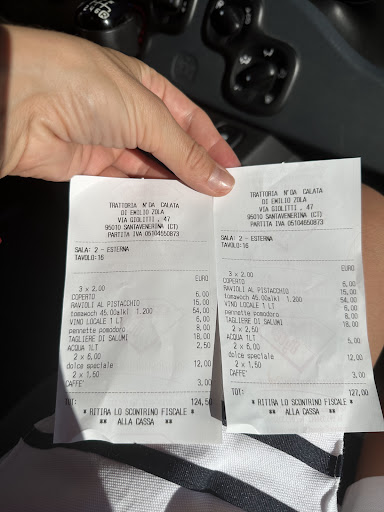 TRATTORIA N'DA CALATA
DI EMILIO ZOLA
VIA GIOLITTI , 47
95010 SANTAVENERINA (CT)
PARTITA IVA 05104550873
SALA: 2 - ESTERNA
TAVOLO:16
EURO
3 x 2,00
COPERTO 6,00
RAVIOLI AL PISTACCHIO 15,00
tomawoch 45.00alkl 1.200 54,00
VINO LOCALE 1 LT 6,00
pennette pomodoro 8,00
TAGLIERE DI SALUMI 18,00
ACQUA 1LT 2,50
2 x 6,00
dolce speciale 12,00
2 x 1,50
CAFFE' 3,00
TOT: 124,50
* RITIRA LO SCONTRINO FISCALE *
** ALLA CASSA **
TRATTORIA N'DA CALATA
DI EMILIO ZOLA
VIA GIOLITTI , 47
95010 SANTAVENERINA (CT)
PARTITA IVA 05104550873
SALA: 2 - ESTERNA
TAVOLO:16
EURO
3 x 2,00
COPERTO 6,00
RAVIOLI AL PISTACCHIO 15,00
tomawoch 45.00alkl 1.200 54,00
VINO LOCALE 1 LT 6,00
pennette pomodoro 8,00
TAGLIERE DI SALUMI 18,00
2 x 2,50
ACQUA 1LT 5,00
2 x 6,00
dolce speciale 12,00
2 x 1,50
CAFFE' 3,00
TOT: 127,00
* RITIRA LO SCONTRINO FISCALE *
** ALLA CASSA **